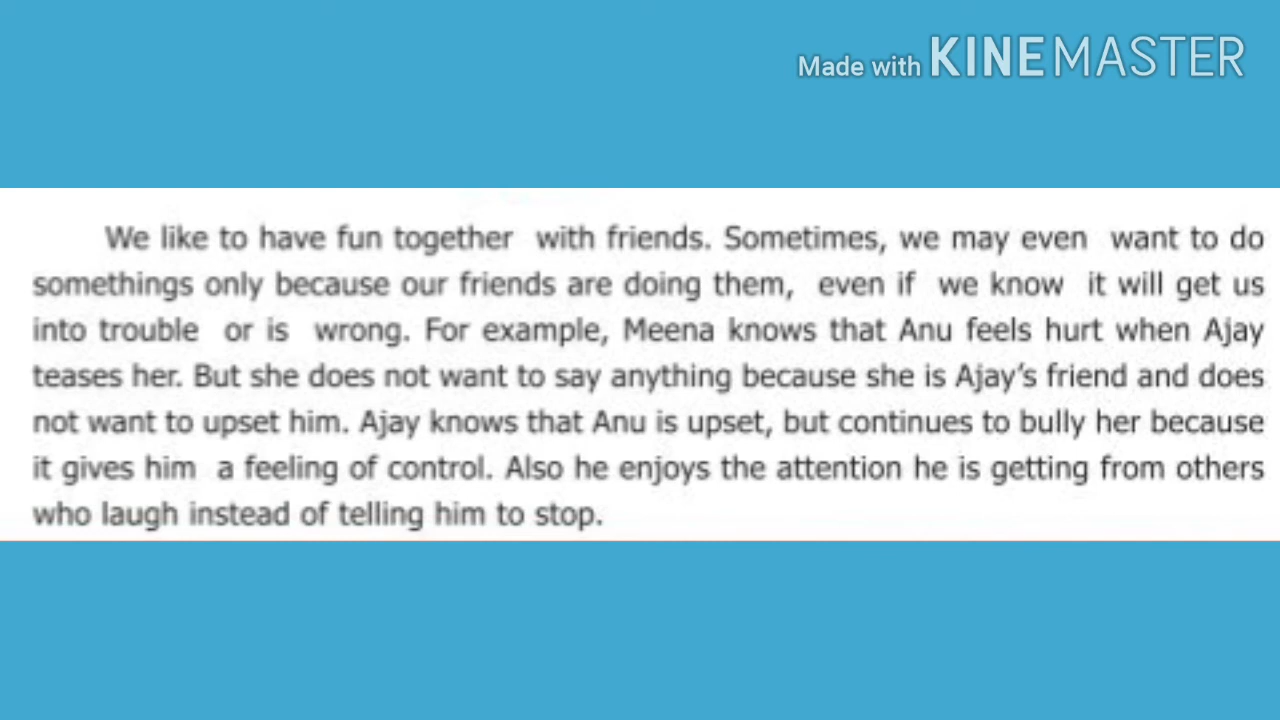 Made with KINEMASTER
We like to have fun together with friends. Sometimes, we may even want to do
somethings only because our friends are doing them, even if we know it will get us
into trouble or is wrong. For example, Meena knows that Anu feels hurt when Ajay
teases her. But she does not want to say anything because she is Ajay’s friend and does
not want to upset him. Ajay knows that Anu is upset, but continues to bully her because
it gives him a feeling of control. Also he enjoys the attention he is getting from others
who laugh instead of telling him to stop.